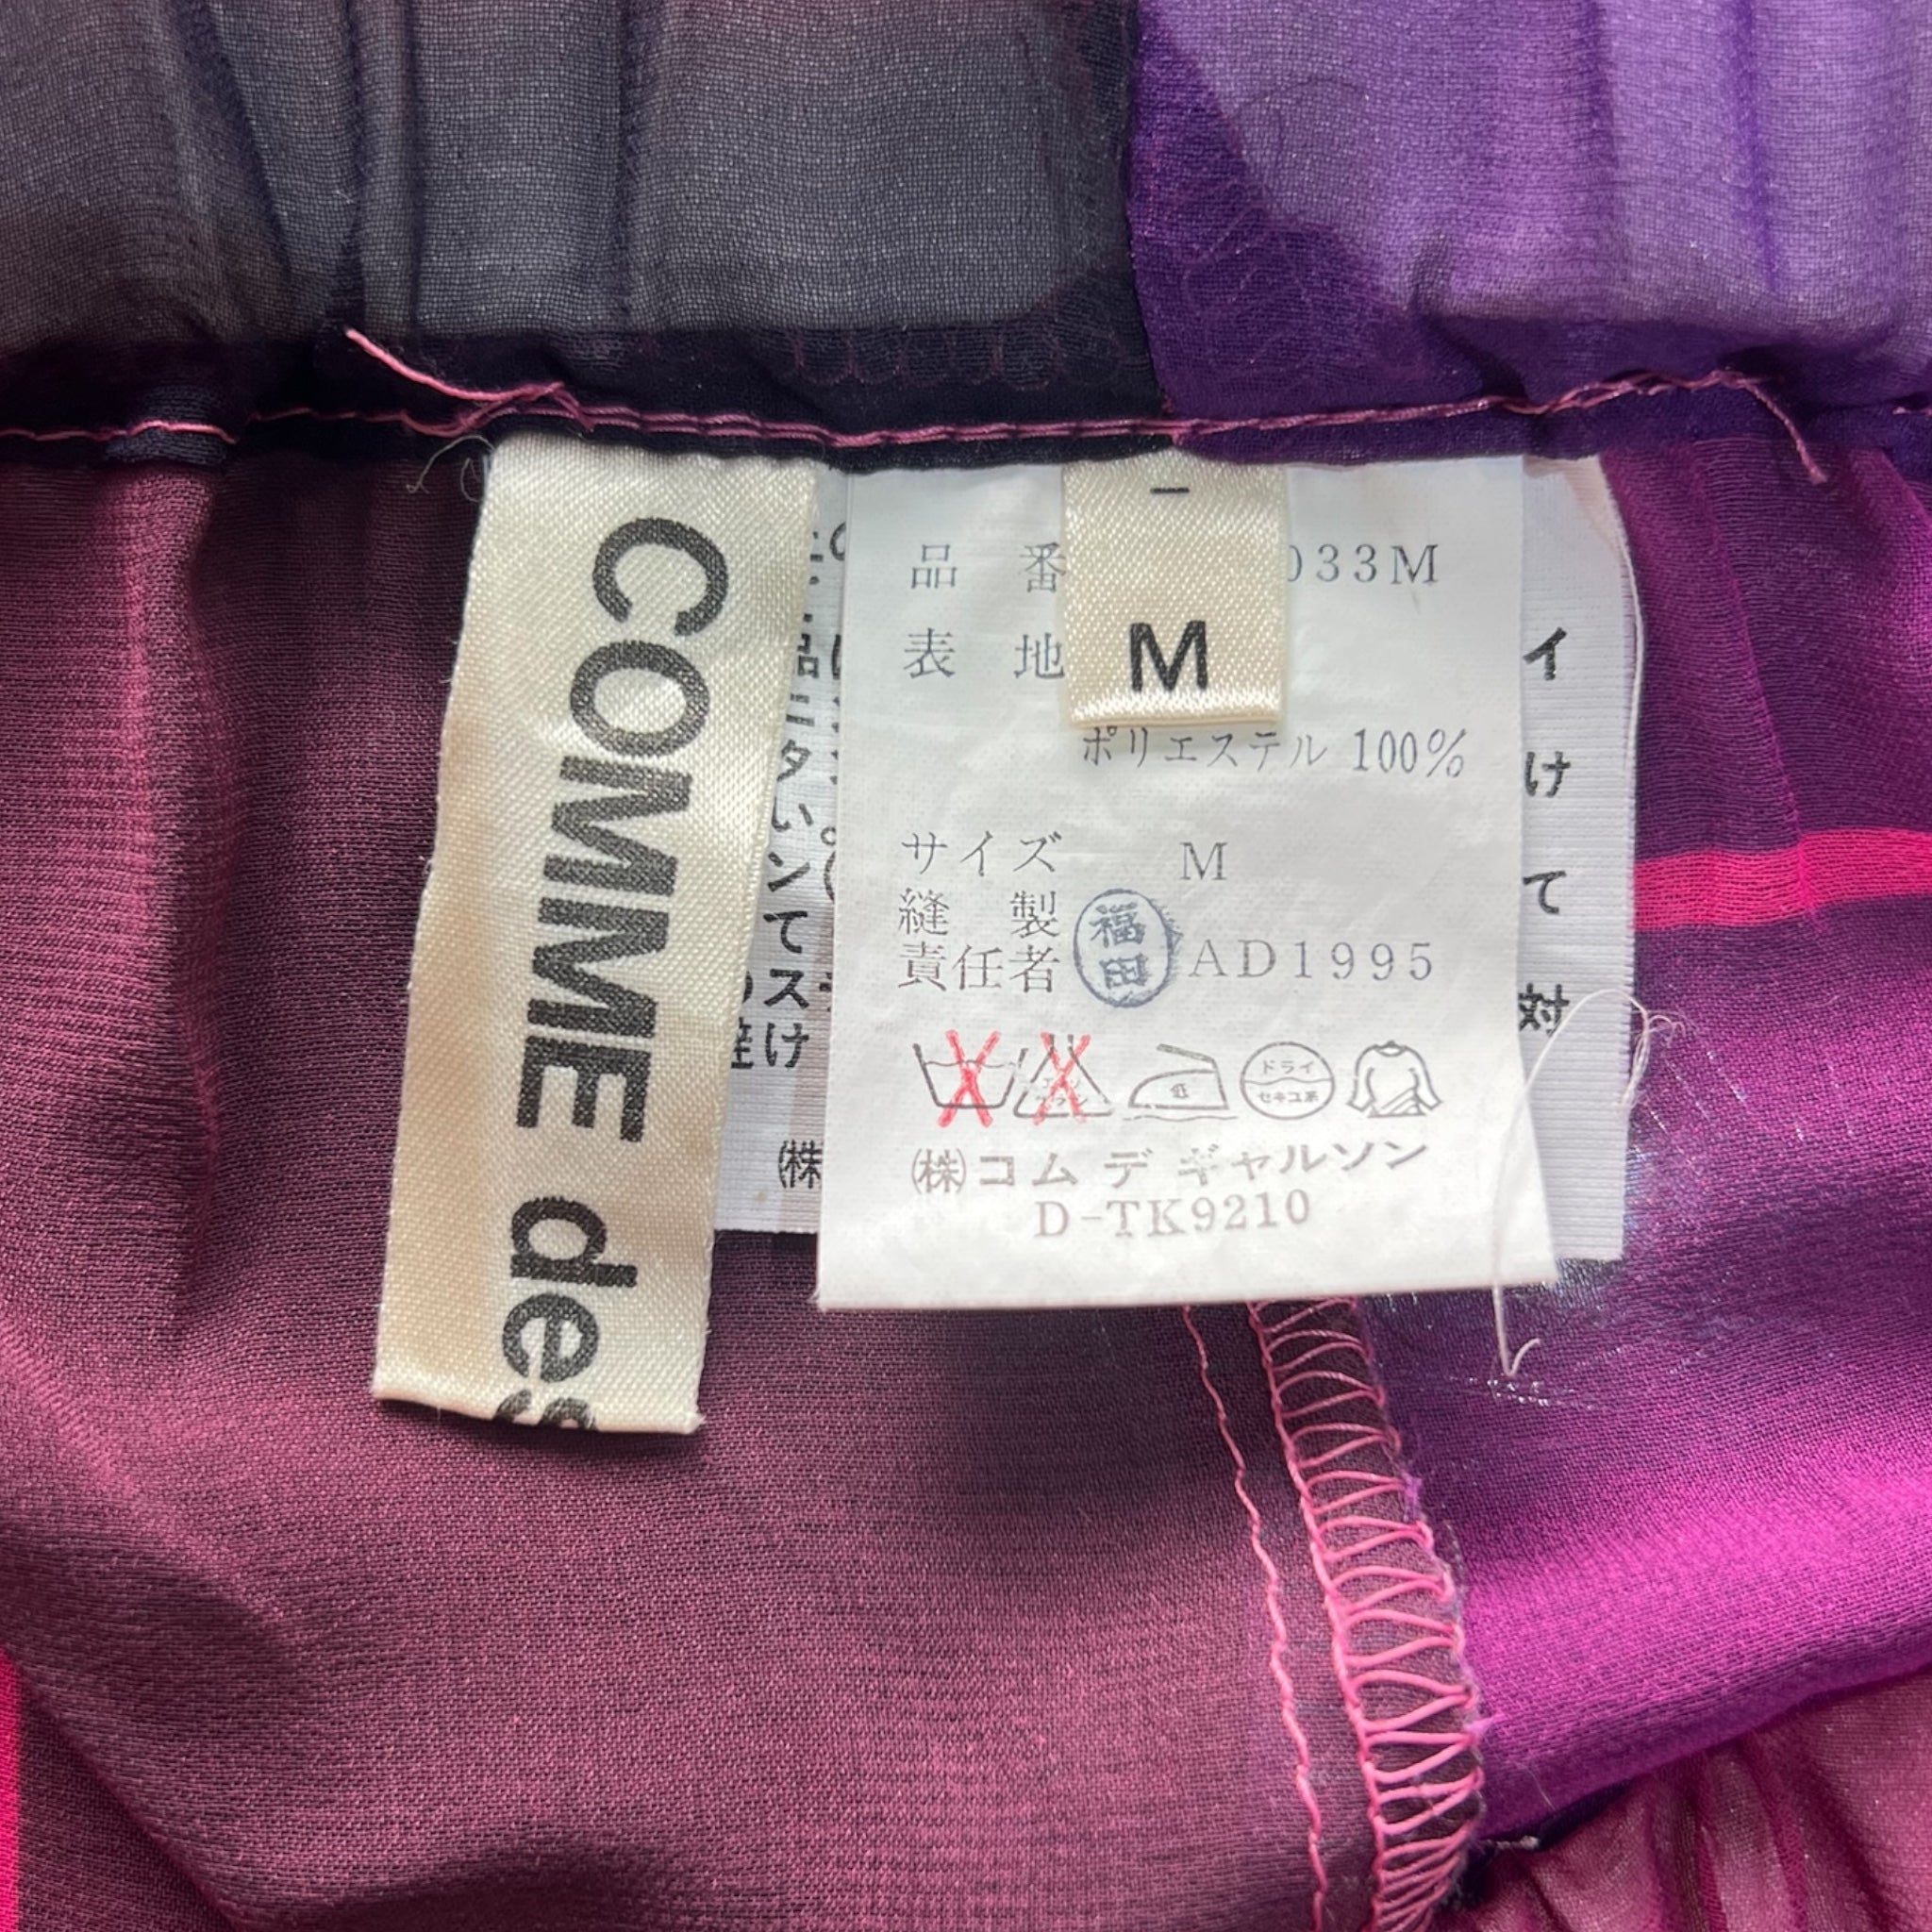 COMME des
M
品 番 033M
表 地
ポリエステル 100%
サイズ M
縫 製
責任者 福田 AD1995
ドライ
セキユ系
㈱コム デ ギャルソン
D-TK9210
イ
け
て
対
㈱